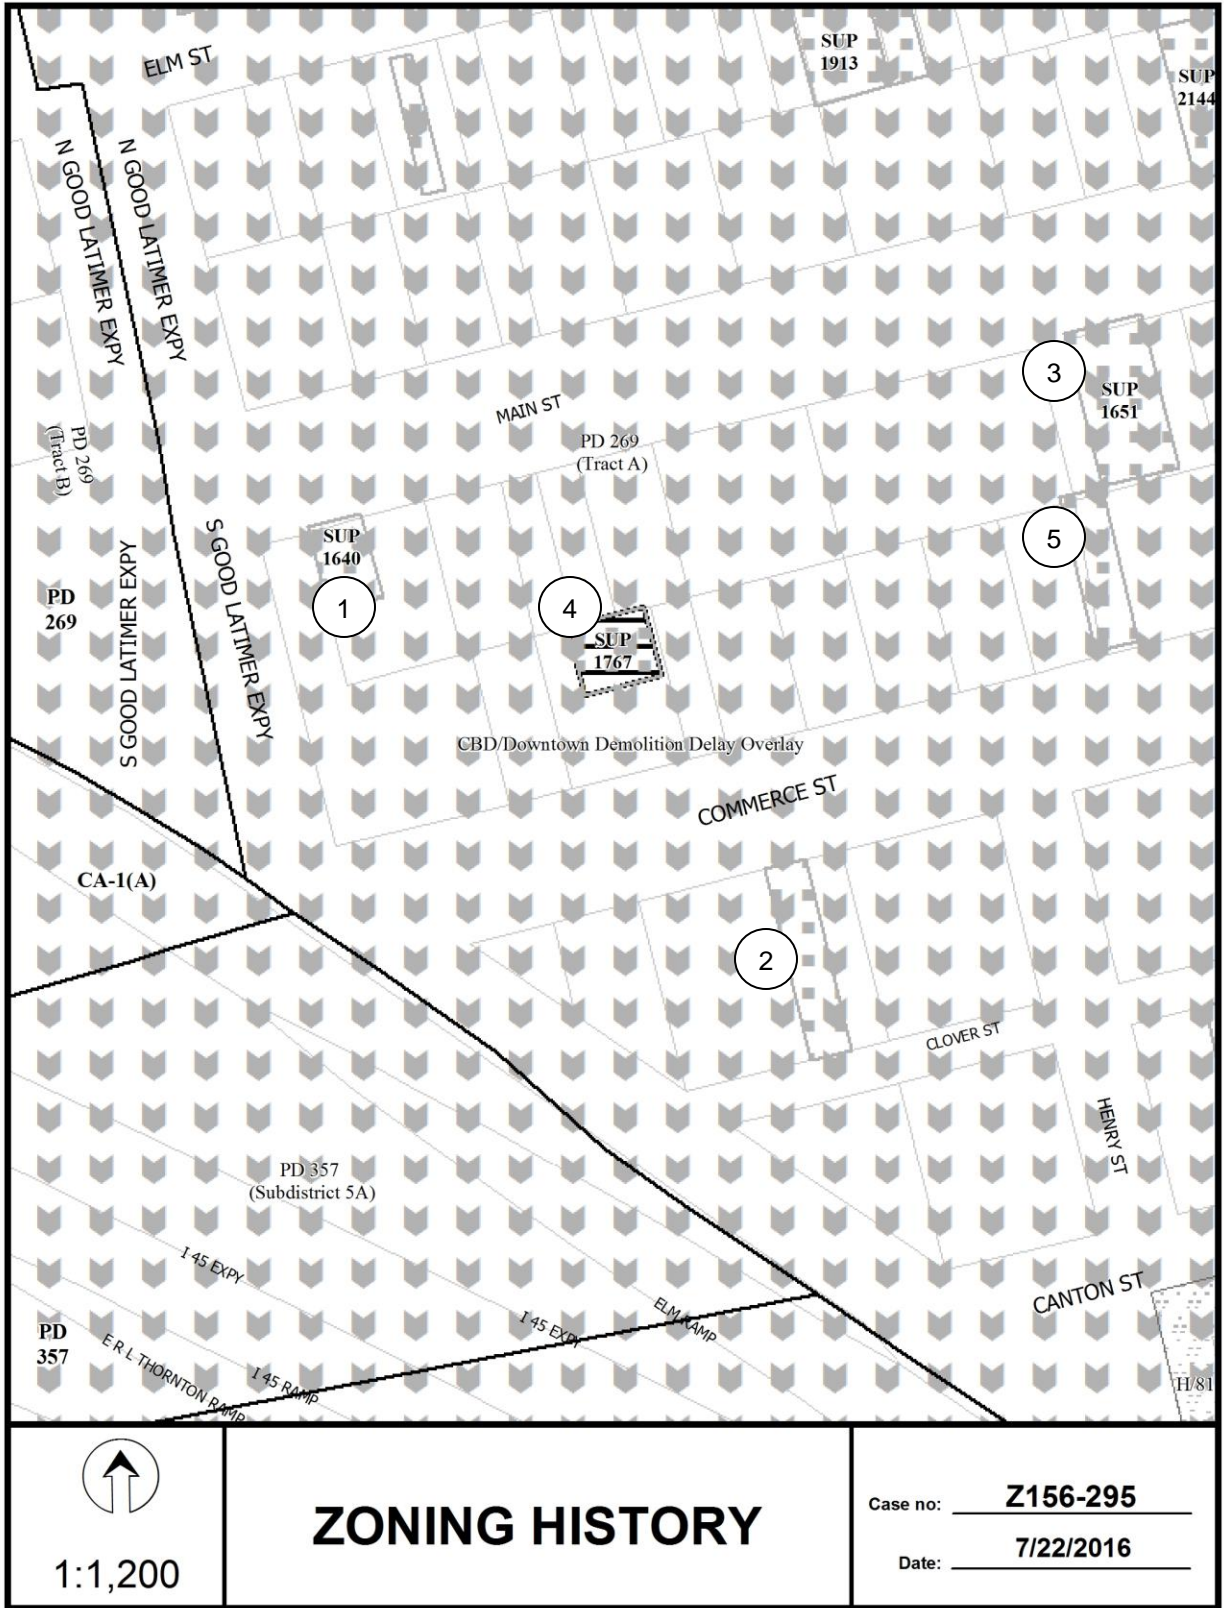 ELM ST
SUP
1913
SUP
2144
N GOOD LATIMER EXPY
N GOOD LATIMER EXPY
3
SUP
1651
MAIN ST
PD 269
(Tract A)
PD 269
(Tract B)
SUP
1640
1
S GOOD LATIMER EXPY
S GOOD LATIMER EXPY
5
4
SUP
1767
PD
269
CBD/Downtown Demolition Delay Overlay
COMMERCE ST
CA-1(A)
2
CLOVER ST
HENRY ST
PD 357
(Subdistrict 5A)
I 45 EXPY
I 45 EXPY
ELM RAMP
CANTON ST
PD
357
E R L THORNTON RAMP
I 45 RAMP
H/81
1:1,200
ZONING HISTORY
Case no: Z156-295
Date: 7/22/2016